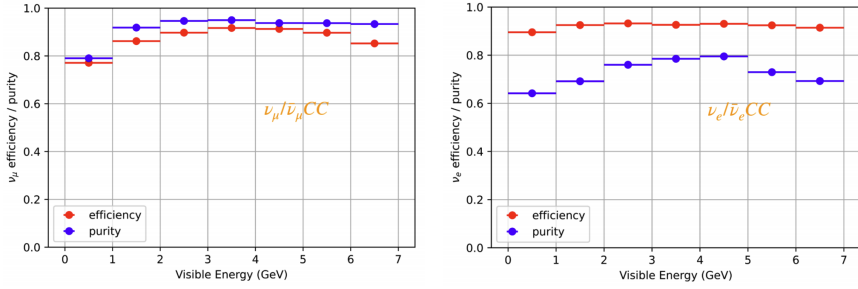 1.0
0.8
0.6
0.4
0.2
0.0
ν_μ efficiency / purity
ν_μ/ν_μCC
efficiency
purity
0 1 2 3 4 5 6 7
Visible Energy (GeV)
1.0
0.8
0.6
0.4
0.2
0.0
ν_e efficiency / purity
ν_e/ν̄_eCC
efficiency
purity
0 1 2 3 4 5 6 7
Visible Energy (GeV)